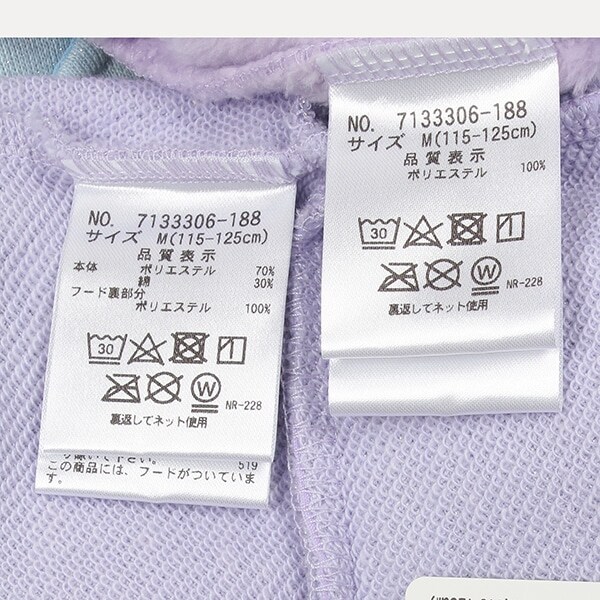 NO. 7133306-188
サイズ M(115-125cm)
品質表示
本体 ポリエステル 70%
綿 30%
フード裏部分
ポリエステル 100%
30
W
NR-228
裏返してネット使用
519
この商品には、フードがついていま
す。
NO. 7133306-188
サイズ M(115-125cm)
品質表示
ポリエステル 100%
30
W
NR-228
裏返してネット使用